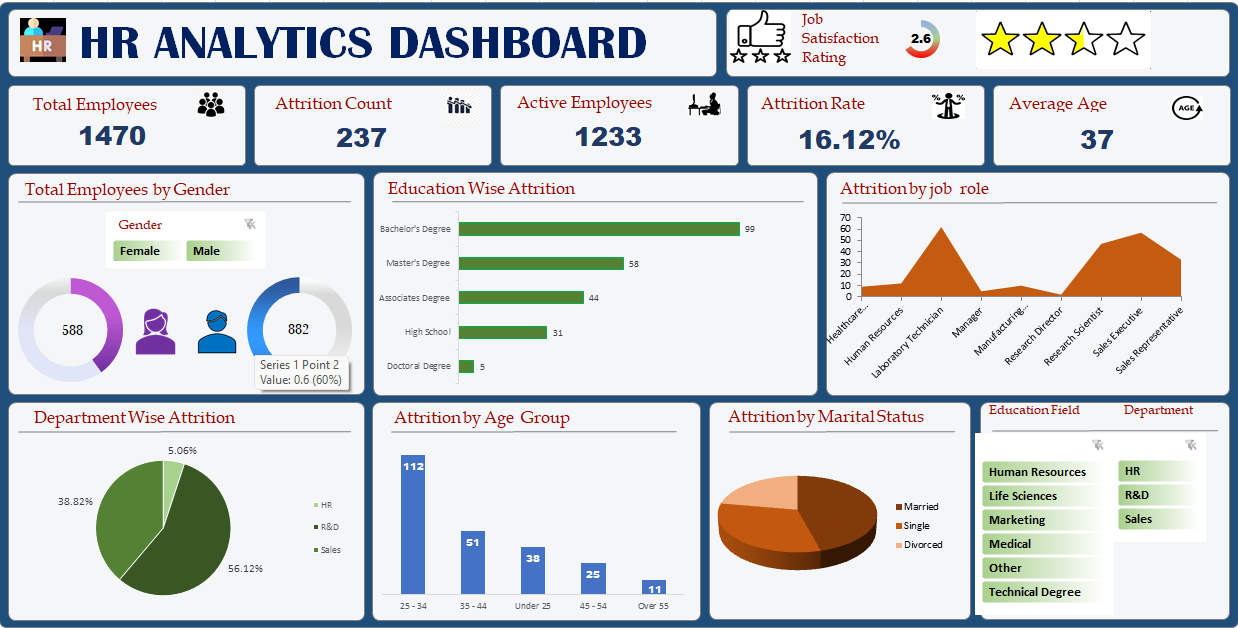 HR
HR ANALYTICS DASHBOARD
Job
Satisfaction
Rating
2.6
Total Employees
1470
Attrition Count
237
Active Employees
1233
Attrition Rate
% %
16.12%
Average Age
AGE
37
Total Employees by Gender
Gender
Female Male
588
882
Series 1 Point 2
Value: 0.6 (60%)
Education Wise Attrition
Bachelor's Degree 99
Master's Degree 58
Associates Degree 44
High School 31
Doctoral Degree 5
Attrition by job role
70
60
50
40
30
20
10
0
Healthcare...
Human Resources
Laboratory Technician
Manager
Manufacturing...
Research Director
Research Scientist
Sales Executive
Sales Representative
Department Wise Attrition
5.06%
38.82%
56.12%
HR
R&D
Sales
Attrition by Age Group
112
51
38
25
11
25 - 34 35 - 44 Under 25 45 - 54 Over 55
Attrition by Marital Status
Married
Single
Divorced
Education Field
Human Resources
Life Sciences
Marketing
Medical
Other
Technical Degree
Department
HR
R&D
Sales